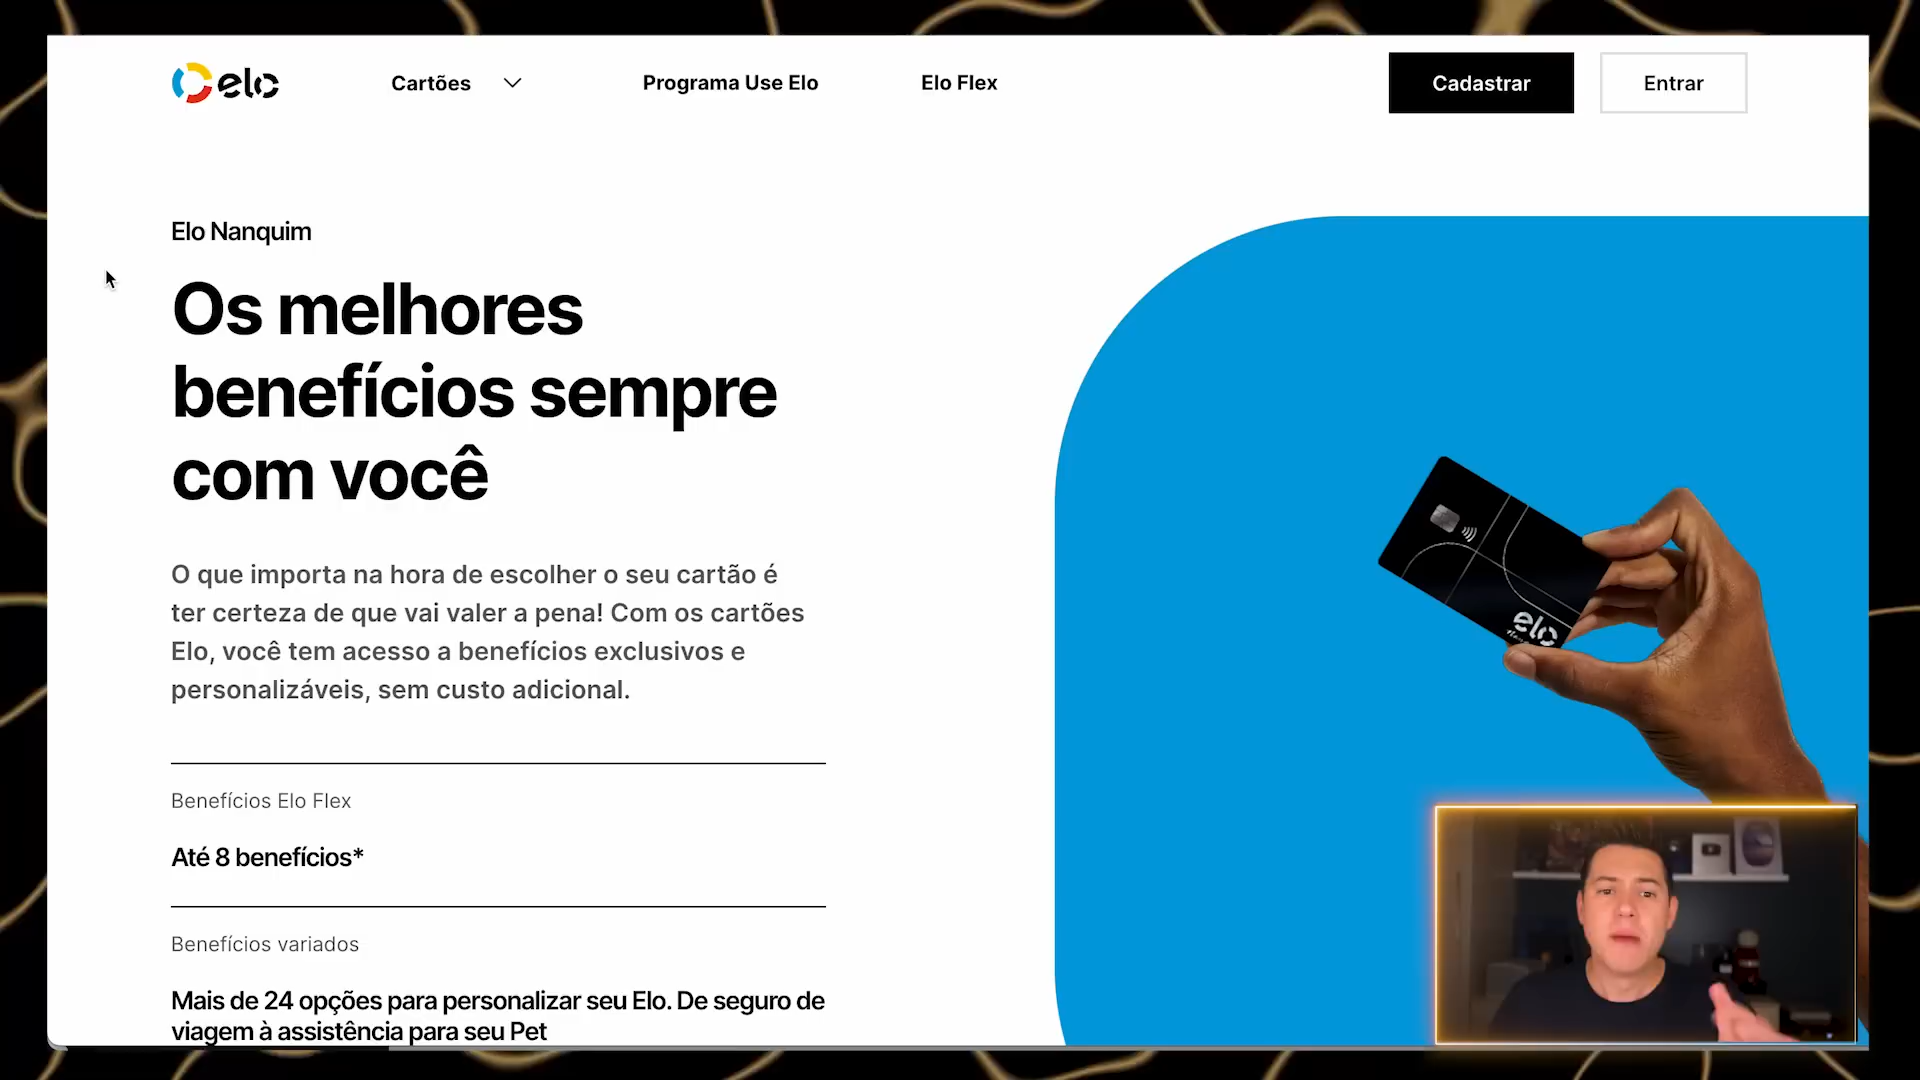 elo
Cartões
Programa Use Elo
Elo Flex
Cadastrar
Entrar
Elo Nanquim
Os melhores
benefícios sempre
com você
O que importa na hora de escolher o seu cartão é
ter certeza de que vai valer a pena! Com os cartões
Elo, você tem acesso a benefícios exclusivos e
personalizáveis, sem custo adicional.
elo
Benefícios Elo Flex
Até 8 benefícios*
Benefícios variados
Mais de 24 opções para personalizar seu Elo. De seguro de
viagem à assistência para seu Pet